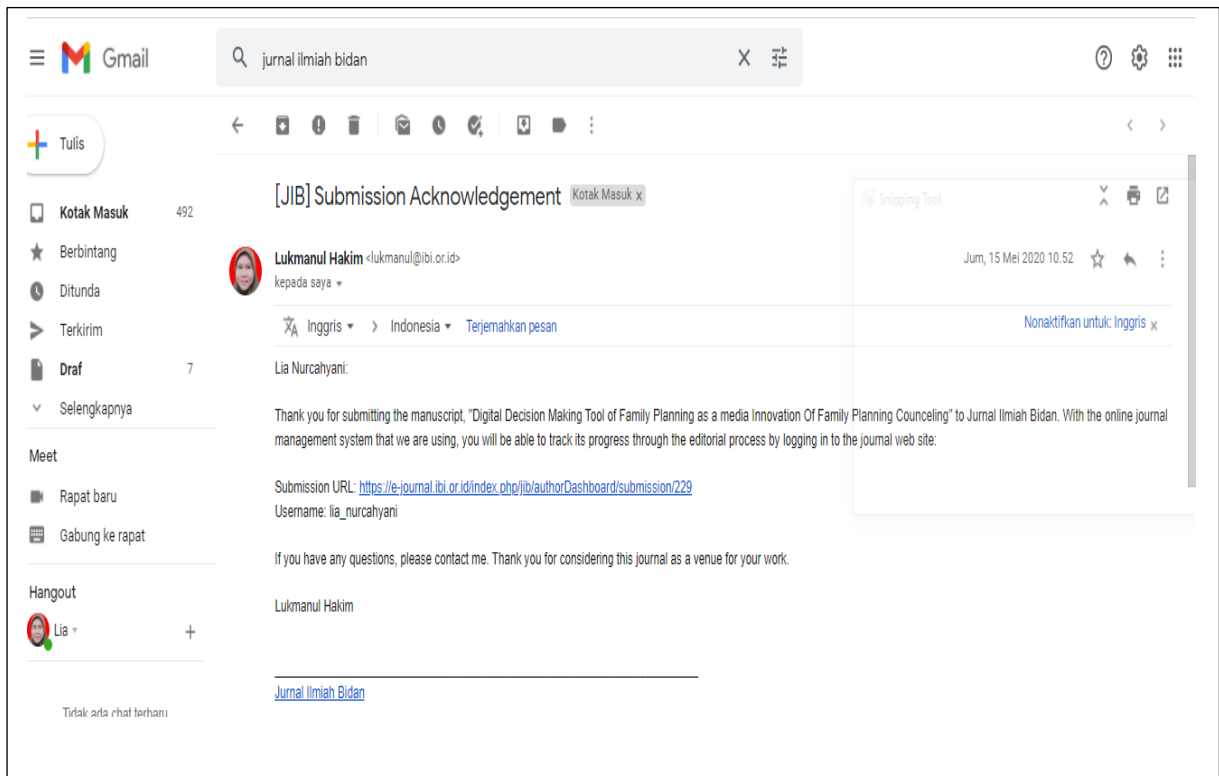 Gmail
jurnal ilmiah bidan
Tulis
Kotak Masuk 492
Berbintang
Ditunda
Terkirim
Draf 7
Selengkapnya
Meet
Rapat baru
Gabung ke rapat
Hangout
Lia
Tidak ada chat terbaru
[JIB] Submission Acknowledgement Kotak Masuk x
Snipping Tool
Lukmanul Hakim <lukmanul@ibi.or.id> Jum, 15 Mei 2020 10.52
kepada saya
Inggris > Indonesia Terjemahkan pesan Nonaktifkan untuk: Inggris x
Lia Nurcahyani:
Thank you for submitting the manuscript, "Digital Decision Making Tool of Family Planning as a media Innovation Of Family Planning Counceling" to Jurnal Ilmiah Bidan. With the online journal
management system that we are using, you will be able to track its progress through the editorial process by logging in to the journal web site:
Submission URL: https://e-journal.ibi.or.id/index.php/jib/authorDashboard/submission/229
Username: lia_nurcahyani
If you have any questions, please contact me. Thank you for considering this journal as a venue for your work.
Lukmanul Hakim
Jurnal Ilmiah Bidan